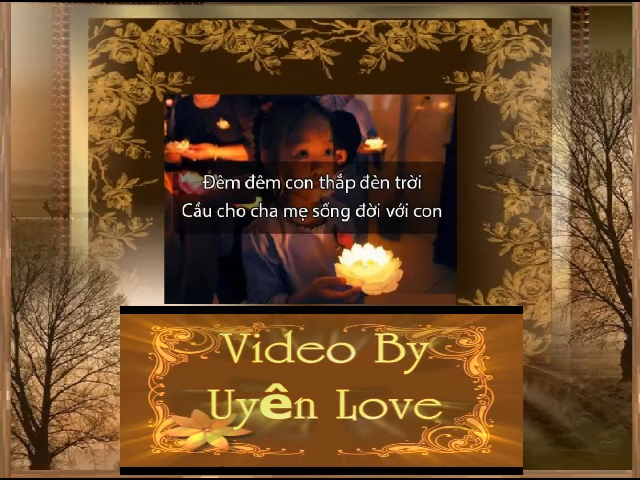 Đêm đêm con thắp đèn trời
Cầu cho cha mẹ sống đời với con
Video By
Uyên Love